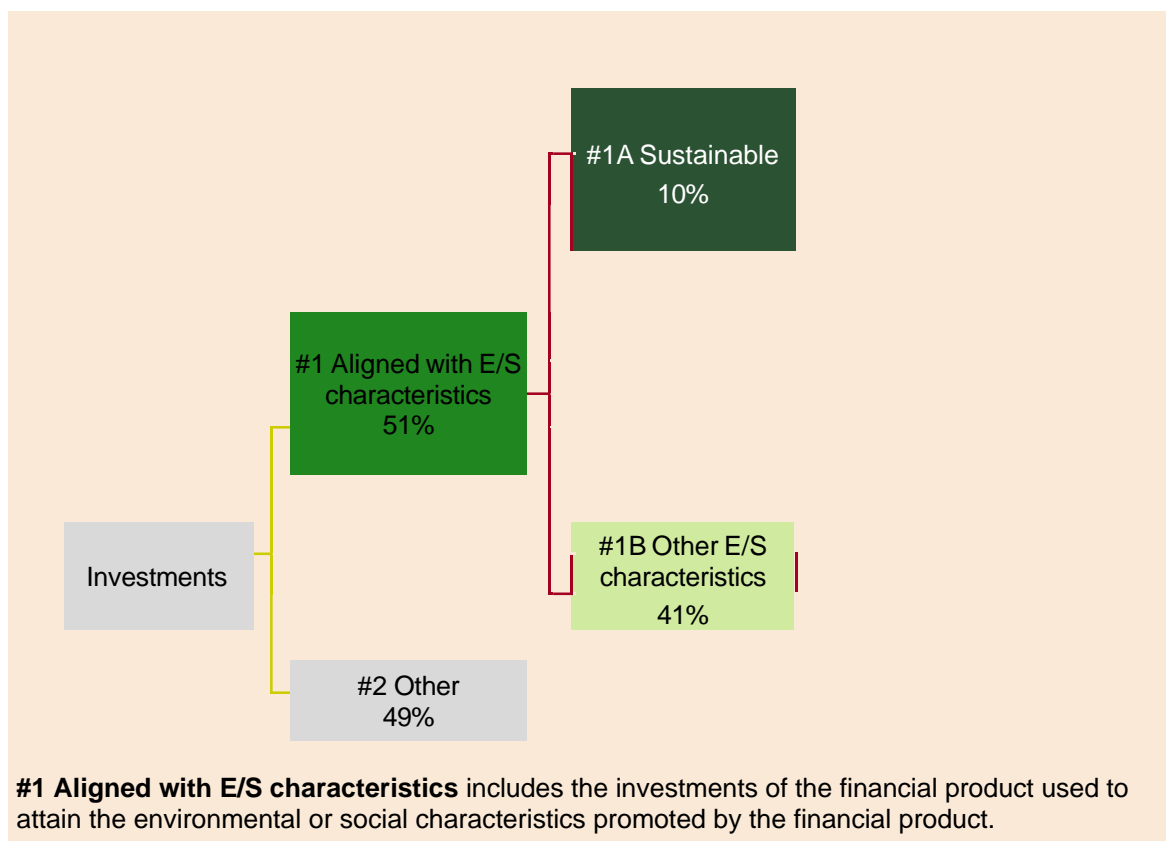 #1A Sustainable
10%
#1 Aligned with E/S
characteristics
51%
#1B Other E/S
characteristics
41%
Investments
#2 Other
49%
#1 Aligned with E/S characteristics includes the investments of the financial product used to
attain the environmental or social characteristics promoted by the financial product.